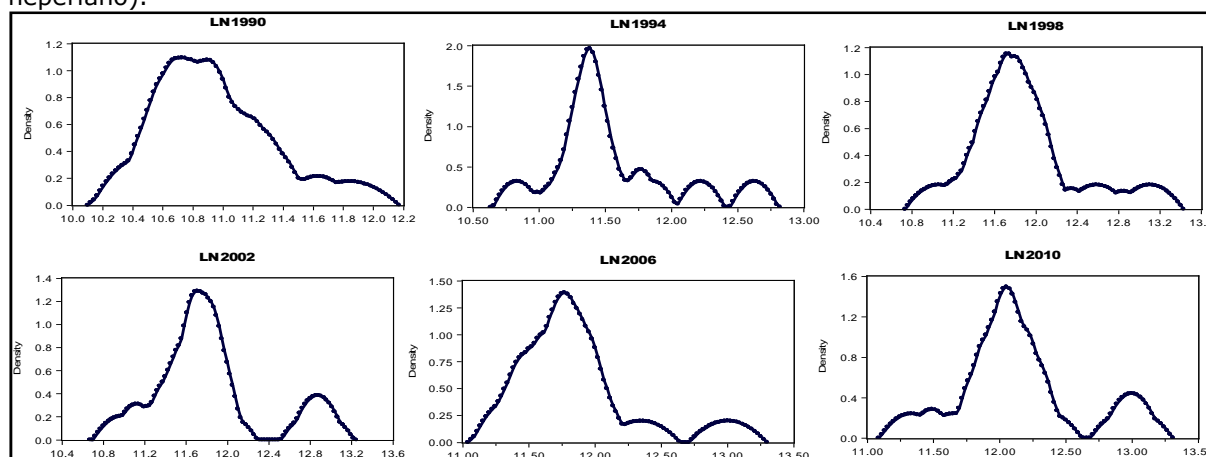 neperiano).
LN1990 LN1994 LN1998
1.2 1.0 0.8 0.6 0.4 0.2 0.0
Density
10.0 10.2 10.4 10.6 10.8 11.0 11.2 11.4 11.6 11.8 12.0 12.2
2.0 1.5 1.0 0.5 0.0
Density
10.50 11.00 11.50 12.00 12.50 13.00
1.2 1.0 0.8 0.6 0.4 0.2 0.0
Density
10.4 10.8 11.2 11.6 12.0 12.4 12.8 13.2
LN2002 LN2006 LN2010
1.4 1.2 1.0 0.8 0.6 0.4 0.2 0.0
Density
10.4 10.8 11.2 11.6 12.0 12.4 12.8 13.2 13.6
1.50 1.25 1.00 0.75 0.50 0.25 0.00
Density
11.00 11.50 12.00 12.50 13.00 13.50
1.6 1.2 0.8 0.4 0.0
Density
11.00 11.50 12.00 12.50 13.00